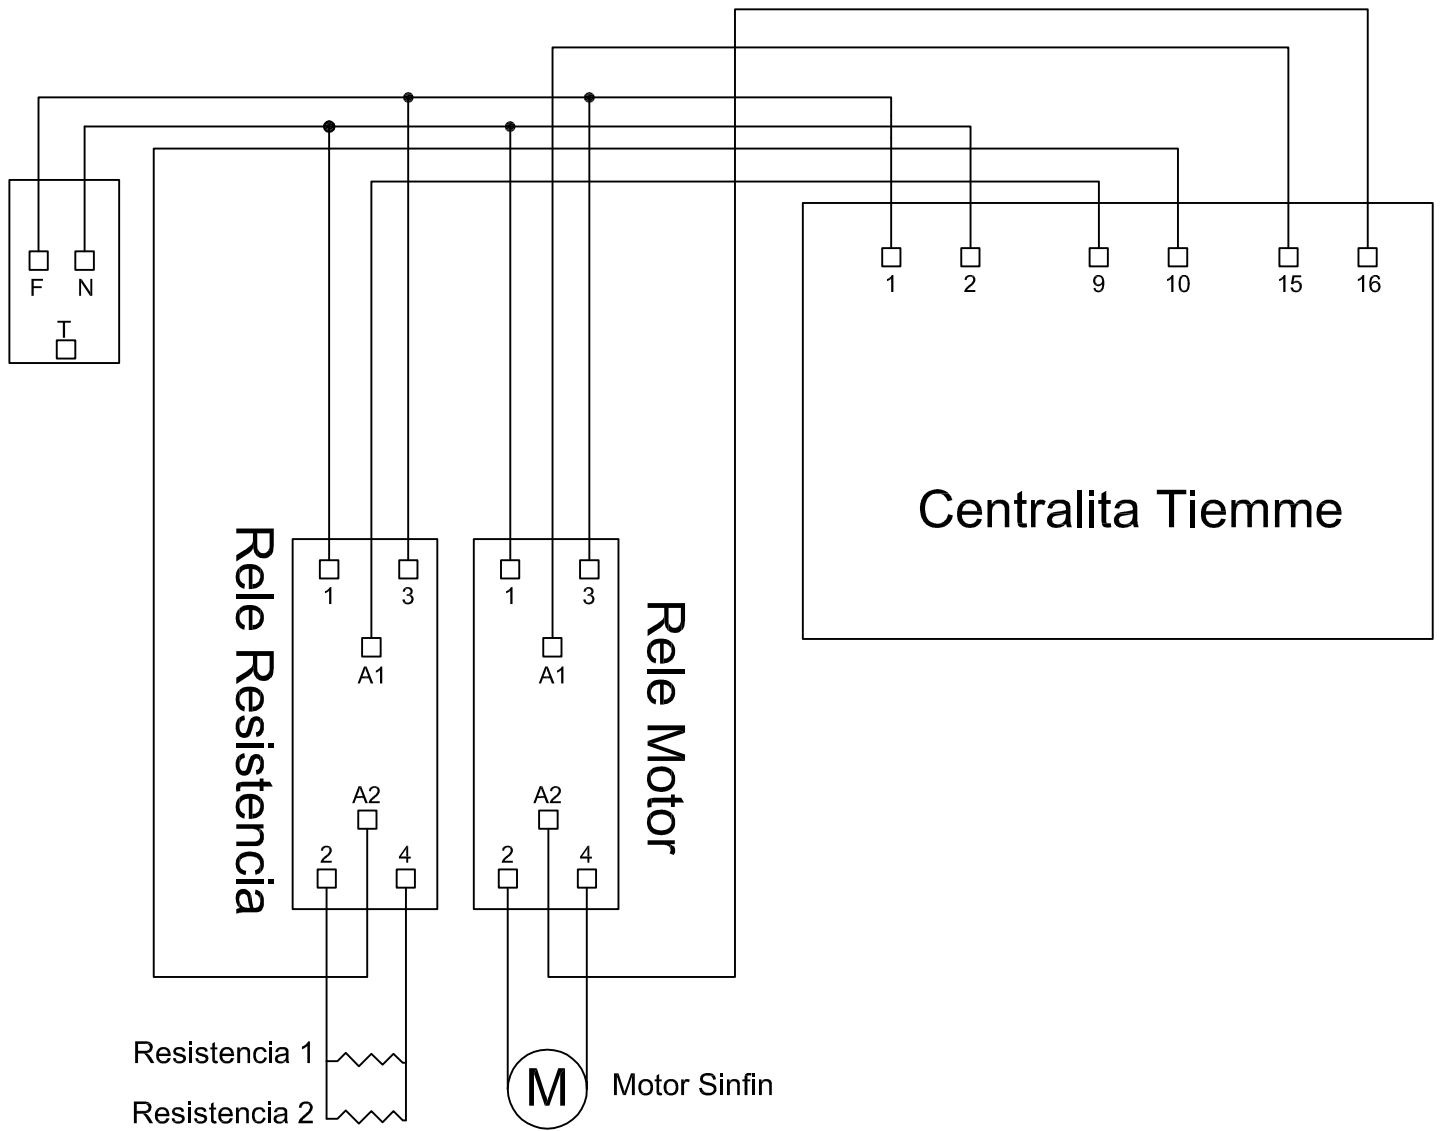 F N
T
1 2 9 10 15 16
Centralita Tiemme
Rele Resistencia
1 3
A1
A2
2 4
1 3
A1
A2
2 4
Rele Motor
Resistencia 1
Resistencia 2
M
Motor Sinfin